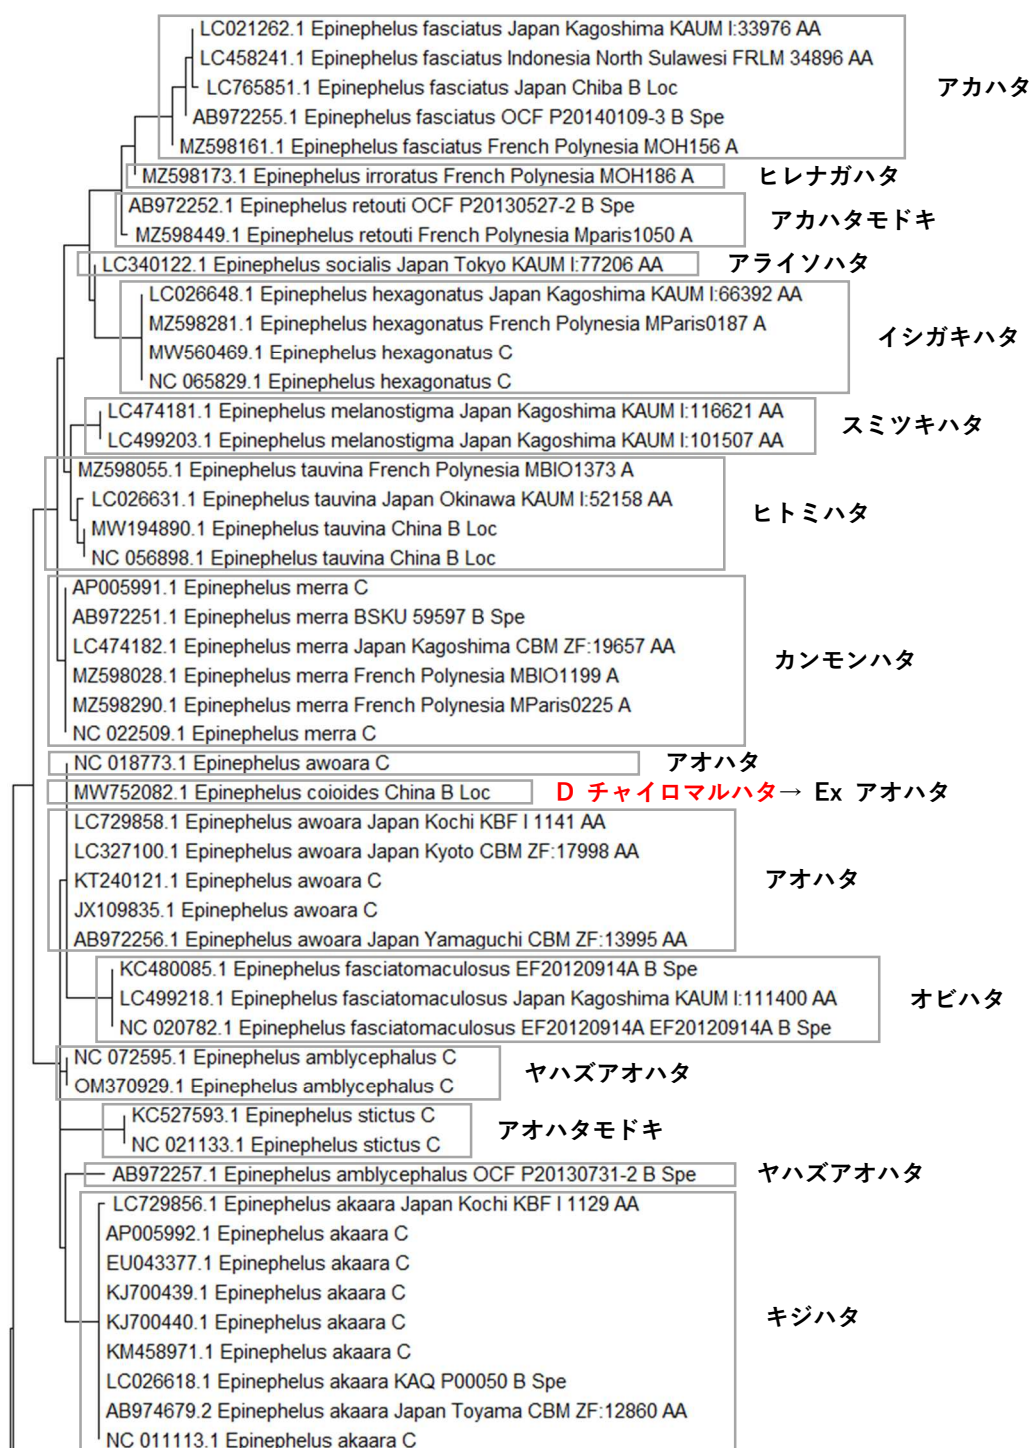 LC021262.1 Epinephelus fasciatus Japan Kagoshima KAUM I:33976 AA
LC458241.1 Epinephelus fasciatus Indonesia North Sulawesi FRLM 34896 AA
LC765851.1 Epinephelus fasciatus Japan Chiba B Loc
アカハタ
AB972255.1 Epinephelus fasciatus OCF P20140109-3 B Spe
MZ598161.1 Epinephelus fasciatus French Polynesia MOH156 A
MZ598173.1 Epinephelus irroratus French Polynesia MOH186 A
ヒレナガハタ
AB972252.1 Epinephelus retouti OCF P20130527-2 B Spe
アカハタモドキ
MZ598449.1 Epinephelus retouti French Polynesia Mparis1050 A
LC340122.1 Epinephelus socialis Japan Tokyo KAUM I:77206 AA
アライソハタ
LC026648.1 Epinephelus hexagonatus Japan Kagoshima KAUM I:66392 AA
MZ598281.1 Epinephelus hexagonatus French Polynesia MParis0187 A
イシガキハタ
MW560469.1 Epinephelus hexagonatus C
NC 065829.1 Epinephelus hexagonatus C
LC474181.1 Epinephelus melanostigma Japan Kagoshima KAUM I:116621 AA
スミツキハタ
LC499203.1 Epinephelus melanostigma Japan Kagoshima KAUM I:101507 AA
MZ598055.1 Epinephelus tauvina French Polynesia MBIO1373 A
LC026631.1 Epinephelus tauvina Japan Okinawa KAUM I:52158 AA
ヒトミハタ
MW194890.1 Epinephelus tauvina China B Loc
NC 056898.1 Epinephelus tauvina China B Loc
AP005991.1 Epinephelus merra C
AB972251.1 Epinephelus merra BSKU 59597 B Spe
LC474182.1 Epinephelus merra Japan Kagoshima CBM ZF:19657 AA
カンモンハタ
MZ598028.1 Epinephelus merra French Polynesia MBIO1199 A
MZ598290.1 Epinephelus merra French Polynesia MParis0225 A
NC 022509.1 Epinephelus merra C
NC 018773.1 Epinephelus awoara C
アオハタ
MW752082.1 Epinephelus coioides China B Loc
D チャイロマルハタ→ Ex アオハタ
LC729858.1 Epinephelus awoara Japan Kochi KBF I 1141 AA
LC327100.1 Epinephelus awoara Japan Kyoto CBM ZF:17998 AA
KT240121.1 Epinephelus awoara C
アオハタ
JX109835.1 Epinephelus awoara C
AB972256.1 Epinephelus awoara Japan Yamaguchi CBM ZF:13995 AA
KC480085.1 Epinephelus fasciatomaculosus EF20120914A B Spe
LC499218.1 Epinephelus fasciatomaculosus Japan Kagoshima KAUM I:111400 AA
オビハタ
NC 020782.1 Epinephelus fasciatomaculosus EF20120914A EF20120914A B Spe
NC 072595.1 Epinephelus amblycephalus C
ヤハズアオハタ
OM370929.1 Epinephelus amblycephalus C
KC527593.1 Epinephelus stictus C
アオハタモドキ
NC 021133.1 Epinephelus stictus C
AB972257.1 Epinephelus amblycephalus OCF P20130731-2 B Spe
ヤハズアオハタ
LC729856.1 Epinephelus akaara Japan Kochi KBF I 1129 AA
AP005992.1 Epinephelus akaara C
EU043377.1 Epinephelus akaara C
KJ700439.1 Epinephelus akaara C
KJ700440.1 Epinephelus akaara C
キジハタ
KM458971.1 Epinephelus akaara C
LC026618.1 Epinephelus akaara KAQ P00050 B Spe
AB974679.2 Epinephelus akaara Japan Toyama CBM ZF:12860 AA
NC 011113.1 Epinephelus akaara C